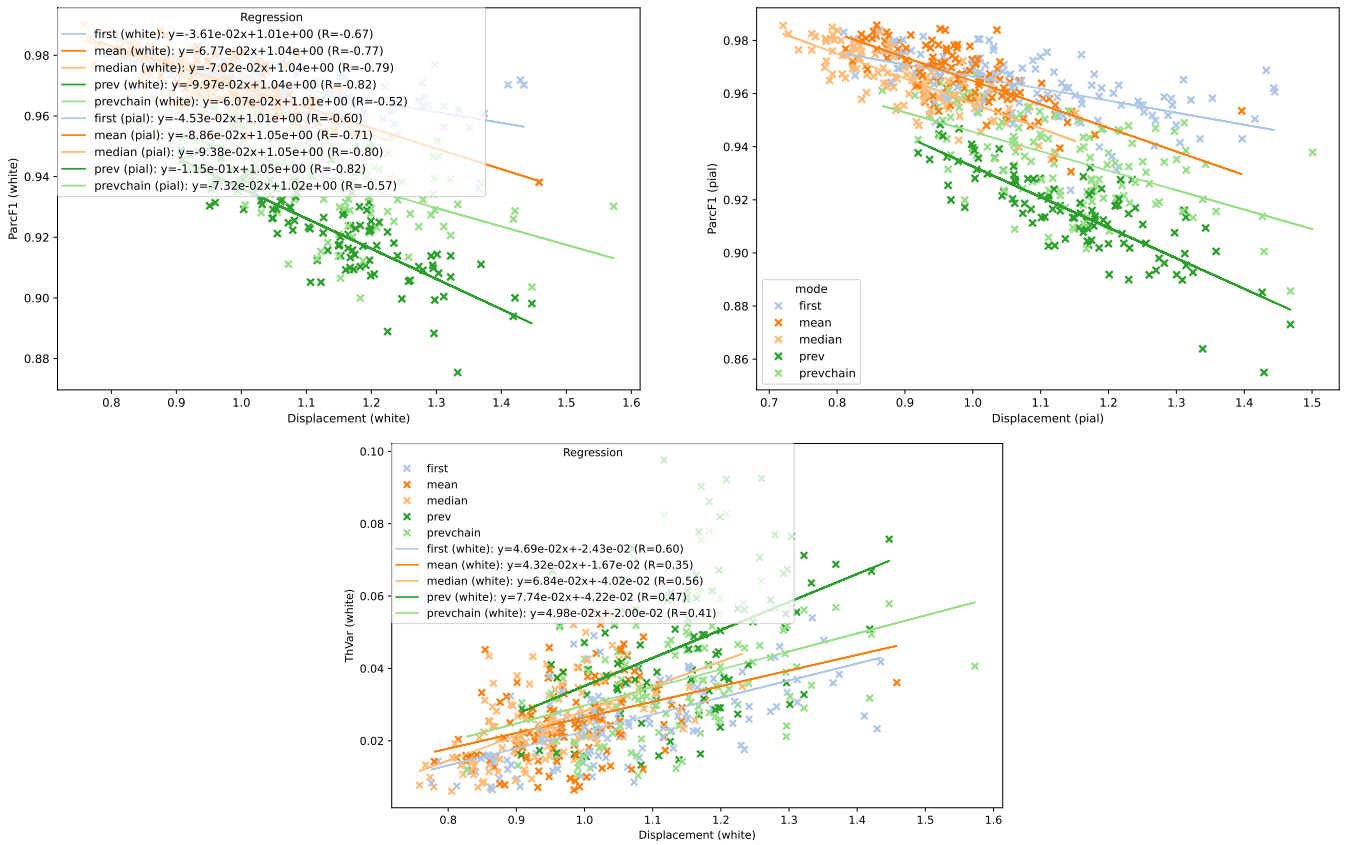 Regression
first (white): y=-3.61e-02x+1.01e+00 (R=-0.67)
mean (white): y=-6.77e-02x+1.04e+00 (R=-0.77)
median (white): y=-7.02e-02x+1.04e+00 (R=-0.79)
prev (white): y=-9.97e-02x+1.04e+00 (R=-0.82)
prevchain (white): y=-6.07e-02x+1.01e+00 (R=-0.52)
first (pial): y=-4.53e-02x+1.01e+00 (R=-0.60)
mean (pial): y=-8.86e-02x+1.05e+00 (R=-0.71)
median (pial): y=-9.38e-02x+1.05e+00 (R=-0.80)
prev (pial): y=-1.15e-01x+1.05e+00 (R=-0.82)
prevchain (pial): y=-7.32e-02x+1.02e+00 (R=-0.57)
0.98
0.96
0.94
0.92
0.90
0.88
ParcF1 (white)
0.8 0.9 1.0 1.1 1.2 1.3 1.4 1.5 1.6
Displacement (white)
0.98
0.96
0.94
0.92
0.90
0.88
0.86
ParcF1 (pial)
mode
first
mean
median
prev
prevchain
0.7 0.8 0.9 1.0 1.1 1.2 1.3 1.4 1.5
Displacement (pial)
Regression
first
mean
median
prev
prevchain
first (white): y=4.69e-02x+-2.43e-02 (R=0.60)
mean (white): y=4.32e-02x+-1.67e-02 (R=0.35)
median (white): y=6.84e-02x+-4.02e-02 (R=0.56)
prev (white): y=7.74e-02x+-4.22e-02 (R=0.47)
prevchain (white): y=4.98e-02x+-2.00e-02 (R=0.41)
0.10
0.08
0.06
0.04
0.02
ThVar (white)
0.8 0.9 1.0 1.1 1.2 1.3 1.4 1.5 1.6
Displacement (white)